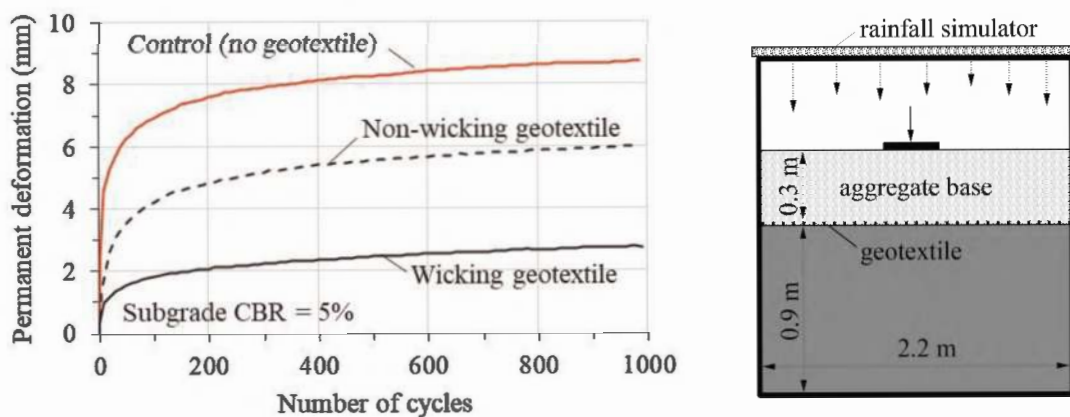 Permanent deformation (mm)
10
8
6
4
2
0
Control (no geotextile)
Non-wicking geotextile
Wicking geotextile
Subgrade CBR = 5%
0
200
400
600
800
1000
Number of cycles
rainfall simulator
0.3 m
aggregate base
geotextile
0.9 m
2.2 m